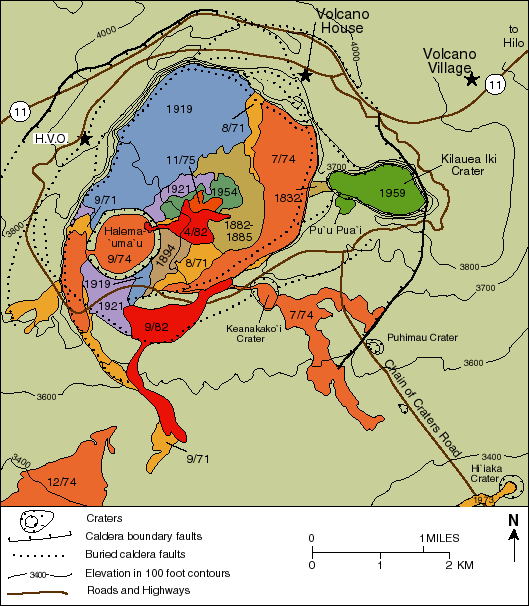 4000
Volcano
House
to
Hilo
4000
Volcano
Village
11
11
1919
H.V.O.
8/71
7/74
11/75
3700
Kilauea Iki
Crater
1921
1954
1832
1959
9/71
3800
Halema-
`uma`u
9/74
4/82
1882-
1885
Pu`u Pua`i
1894
8/71
3800
1919
1921
3700
9/82
Keanakako`i
Crater
7/74
Puhimau Crater
3600
3600
Chain of Craters Road
9/71
3400
3400
Hi`iaka
Crater
12/74
1973
Craters
Caldera boundary faults
Buried caldera faults
3400
Elevation in 100 foot contours
Roads and Highways
0
1 MILES
0
1
2 KM
N